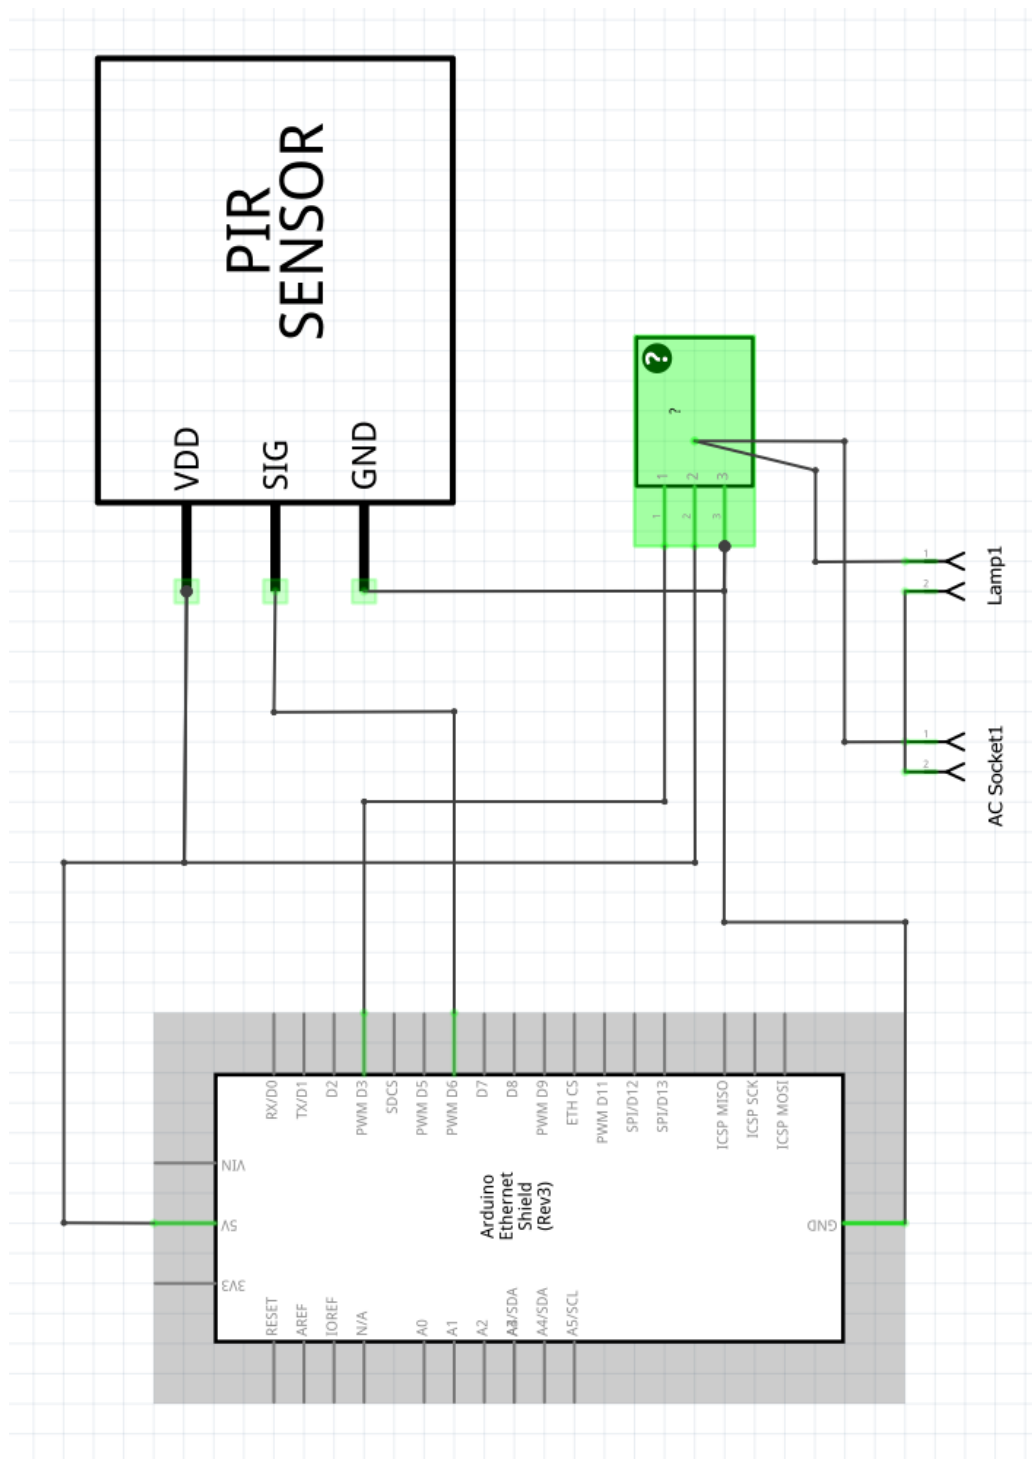 PIR
SENSOR
VDD
SIG
GND
?
?
1
2
3
1
2
3
1
2
Lamp1
1
2
AC Socket1
RX/D0
TX/D1
D2
PWM D3
SDCS
PWM D5
PWM D6
D7
D8
PWM D9
ETH CS
PWM D11
SPI/D12
SPI/D13
ICSP MISO
ICSP SCK
ICSP MOSI
VIN
5V
3V3
Arduino
Ethernet
Shield
(Rev3)
GND
RESET
AREF
IOREF
N/A
A0
A1
A2
A4/SDA
A5/SCL